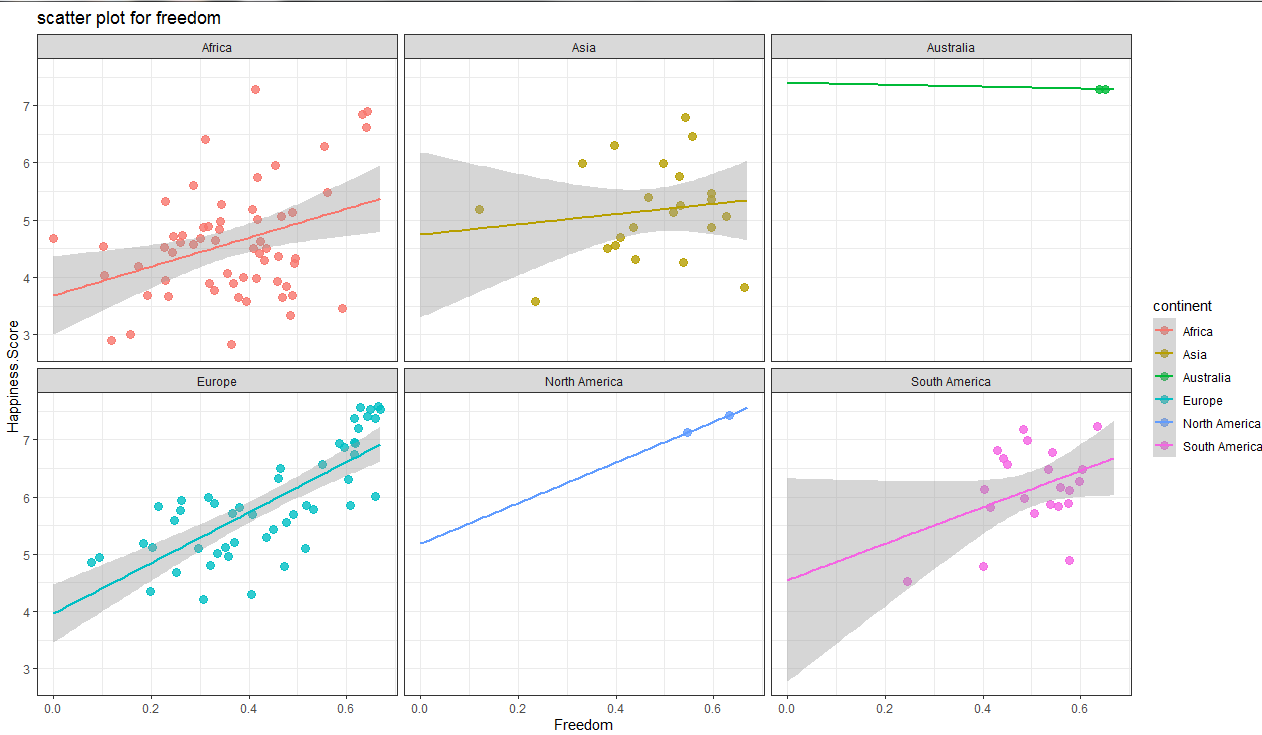 scatter plot for freedom
Africa
Asia
Australia
7
6
5
4
3
Europe
North America
South America
7
6
5
4
3
0.0
0.2
0.4
0.6
0.0
0.2
0.4
0.6
0.0
0.2
0.4
0.6
Freedom
Happiness.Score
continent
Africa
Asia
Australia
Europe
North America
South America